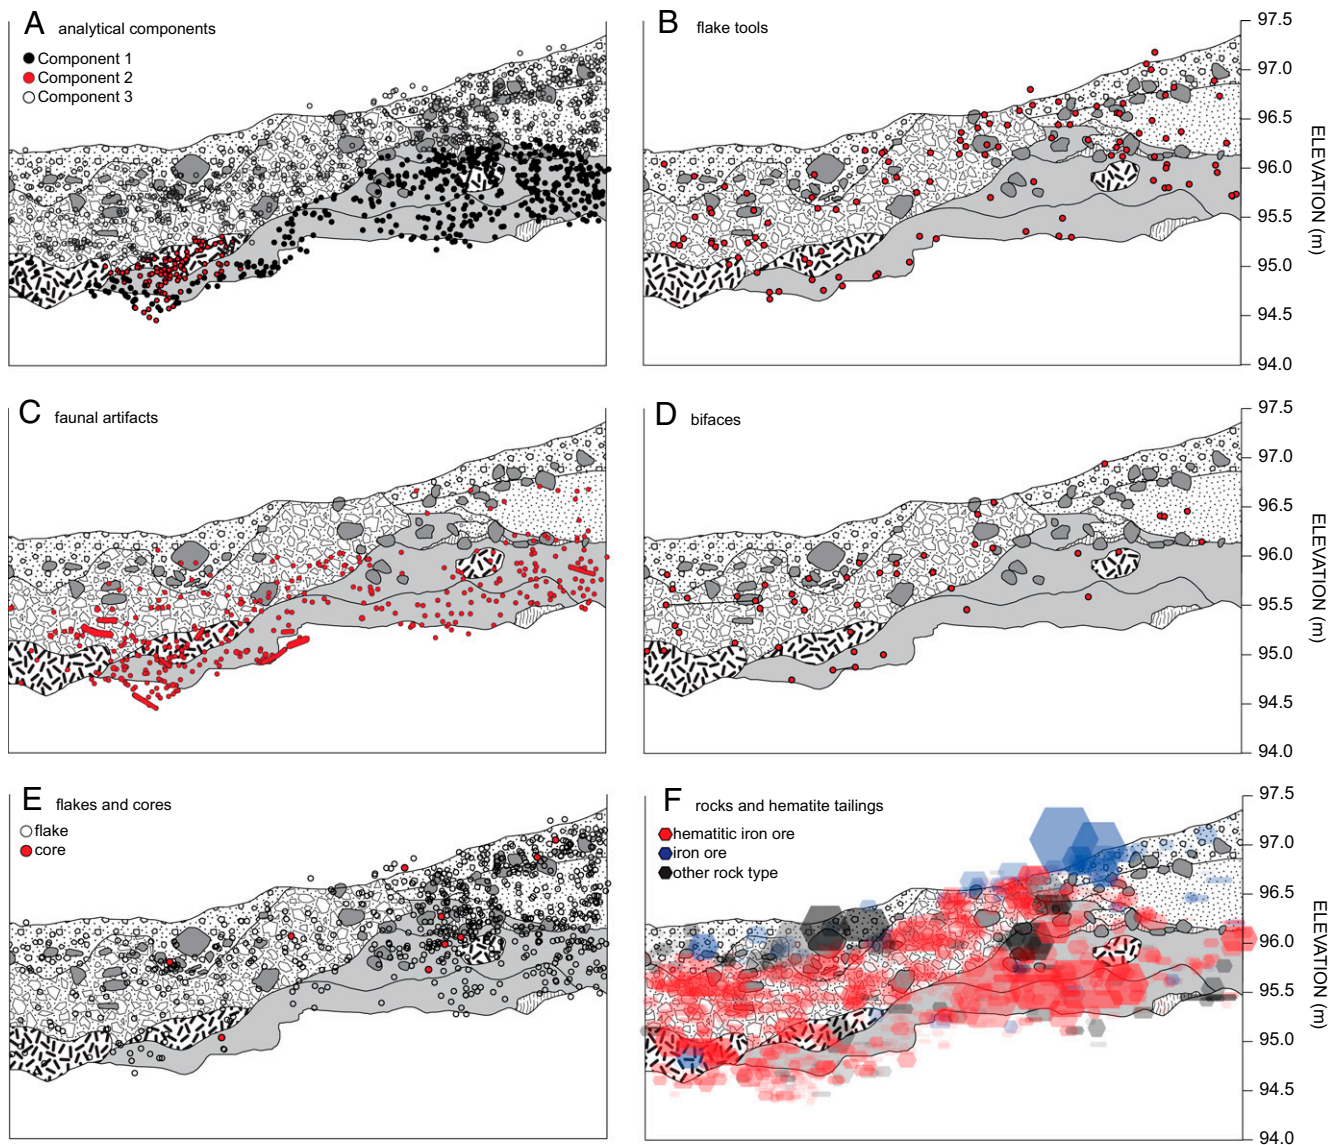 A analytical components
Component 1
Component 2
Component 3
B flake tools
97.5
97.0
96.5
96.0
95.5
95.0
94.5
94.0
ELEVATION (m)
C faunal artifacts
D bifaces
97.5
97.0
96.5
96.0
95.5
95.0
94.5
94.0
ELEVATION (m)
E flakes and cores
flake
core
F rocks and hematite tailings
hematitic iron ore
iron ore
other rock type
97.5
97.0
96.5
96.0
95.5
95.0
94.5
94.0
ELEVATION (m)